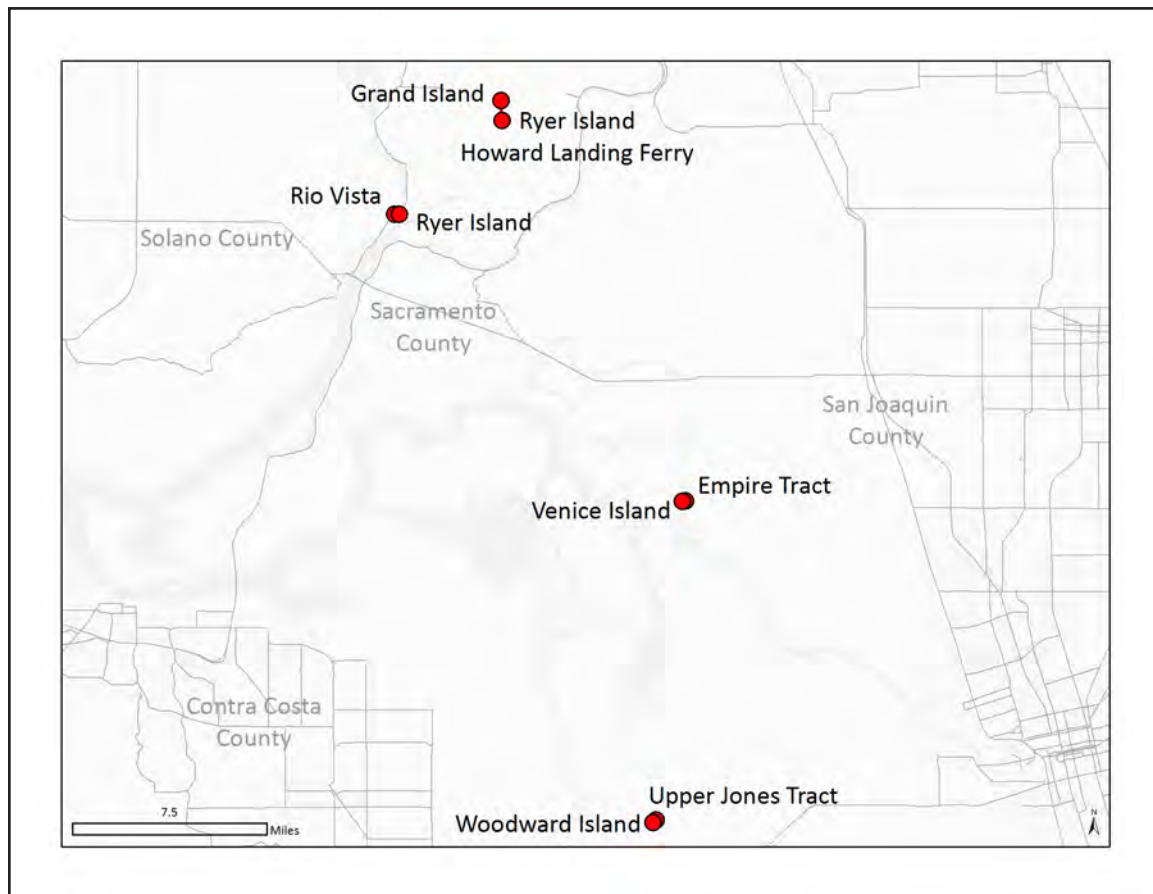 Grand Island
Ryer Island
Howard Landing Ferry
Rio Vista
Ryer Island
Solano County
Sacramento
County
San Joaquin
County
Empire Tract
Venice Island
Contra Costa
County
Upper Jones Tract
7.5
Woodward Island
Miles
N